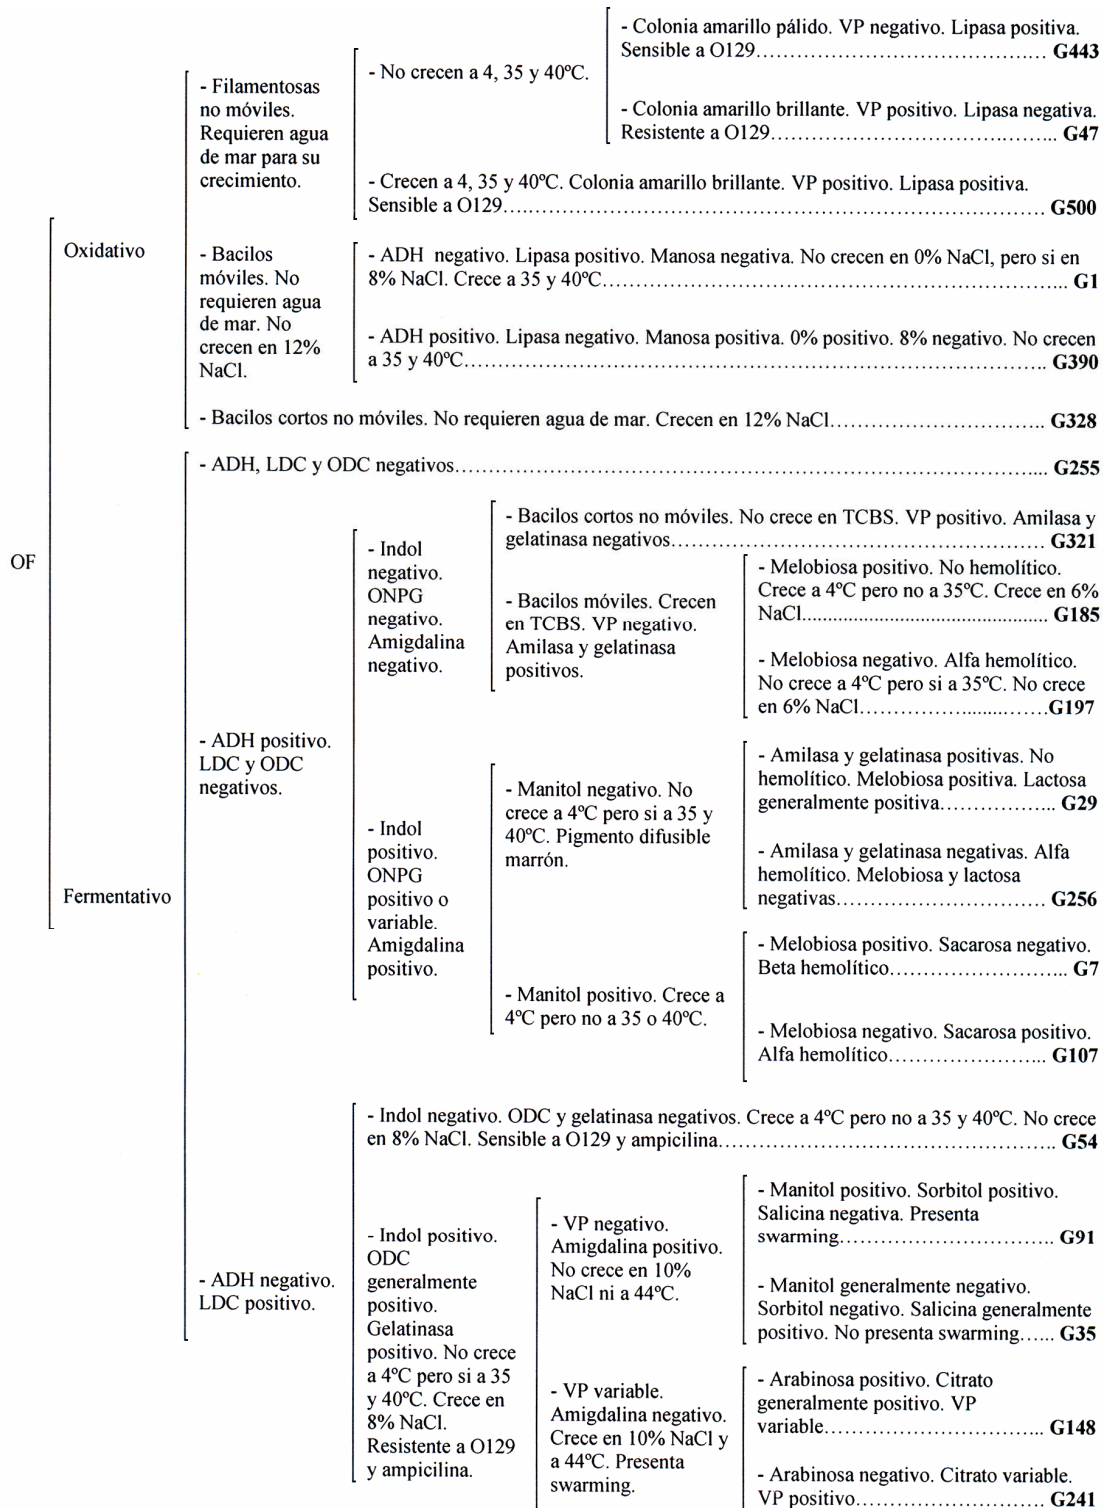 OF
Oxidativo
- Filamentosas
no móviles.
Requieren agua
de mar para su
crecimiento.
- No crecen a 4, 35 y 40ºC.
- Colonia amarillo pálido. VP negativo. Lipasa positiva.
Sensible a O129.......... G443
- Colonia amarillo brillante. VP positivo. Lipasa negativa.
Resistente a O129.......... G47
- Crecen a 4, 35 y 40ºC. Colonia amarillo brillante. VP positivo. Lipasa positiva.
Sensible a O129.......... G500
- Bacilos
móviles. No
requieren agua
de mar. No
crecen en 12%
NaCl.
- ADH negativo. Lipasa positivo. Manosa negativa. No crecen en 0% NaCl, pero si en
8% NaCl. Crece a 35 y 40ºC.......... G1
- ADH positivo. Lipasa negativo. Manosa positiva. 0% positivo. 8% negativo. No crecen
a 35 y 40ºC.......... G390
- Bacilos cortos no móviles. No requieren agua de mar. Crecen en 12% NaCl.......... G328
Fermentativo
- ADH, LDC y ODC negativos.......... G255
- ADH positivo.
LDC y ODC
negativos.
- Indol
negativo.
ONPG
negativo.
Amigdalina
negativo.
- Bacilos cortos no móviles. No crece en TCBS. VP positivo. Amilasa y
gelatinasa negativos.......... G321
- Bacilos móviles. Crecen
en TCBS. VP negativo.
Amilasa y gelatinasa
positivos.
- Melobiosa positivo. No hemolítico.
Crece a 4ºC pero no a 35ºC. Crece en 6%
NaCl.......... G185
- Melobiosa negativo. Alfa hemolítico.
No crece a 4ºC pero si a 35ºC. No crece
en 6% NaCl..........G197
- Indol
positivo.
ONPG
positivo o
variable.
Amigdalina
positivo.
- Manitol negativo. No
crece a 4ºC pero si a 35 y
40ºC. Pigmento difusible
marrón.
- Amilasa y gelatinasa positivas. No
hemolítico. Melobiosa positiva. Lactosa
generalmente positiva.......... G29
- Amilasa y gelatinasa negativas. Alfa
hemolítico. Melobiosa y lactosa
negativas.......... G256
- Manitol positivo. Crece a
4ºC pero no a 35 o 40ºC.
- Melobiosa positivo. Sacarosa negativo.
Beta hemolítico.......... G7
- Melobiosa negativo. Sacarosa positivo.
Alfa hemolítico.......... G107
- ADH negativo.
LDC positivo.
- Indol negativo. ODC y gelatinasa negativos. Crece a 4ºC pero no a 35 y 40ºC. No crece
en 8% NaCl. Sensible a O129 y ampicilina.......... G54
- Indol positivo.
ODC
generalmente
positivo.
Gelatinasa
positivo. No crece
a 4ºC pero si a 35
y 40ºC. Crece en
8% NaCl.
Resistente a O129
y ampicilina.
- VP negativo.
Amigdalina positivo.
No crece en 10%
NaCl ni a 44ºC.
- Manitol positivo. Sorbitol positivo.
Salicina negativa. Presenta
swarming.......... G91
- Manitol generalmente negativo.
Sorbitol negativo. Salicina generalmente
positivo. No presenta swarming...... G35
- VP variable.
Amigdalina negativo.
Crece en 10% NaCl y
a 44ºC. Presenta
swarming.
- Arabinosa positivo. Citrato
generalmente positivo. VP
variable.......... G148
- Arabinosa negativo. Citrato variable.
VP positivo.......... G241